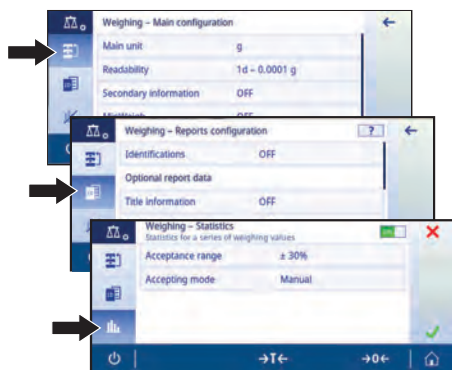 Weighing – Main configuration
Main unit g
Readability 1d – 0.0001 g
Secondary information OFF
MinWeigh OFF
Weighing – Reports configuration ?
Identifications OFF
Optional report data
Title information OFF
Weighing – Statistics
Statistics for a series of weighing values
Acceptance range ± 30%
Accepting mode Manual
→T← →0←